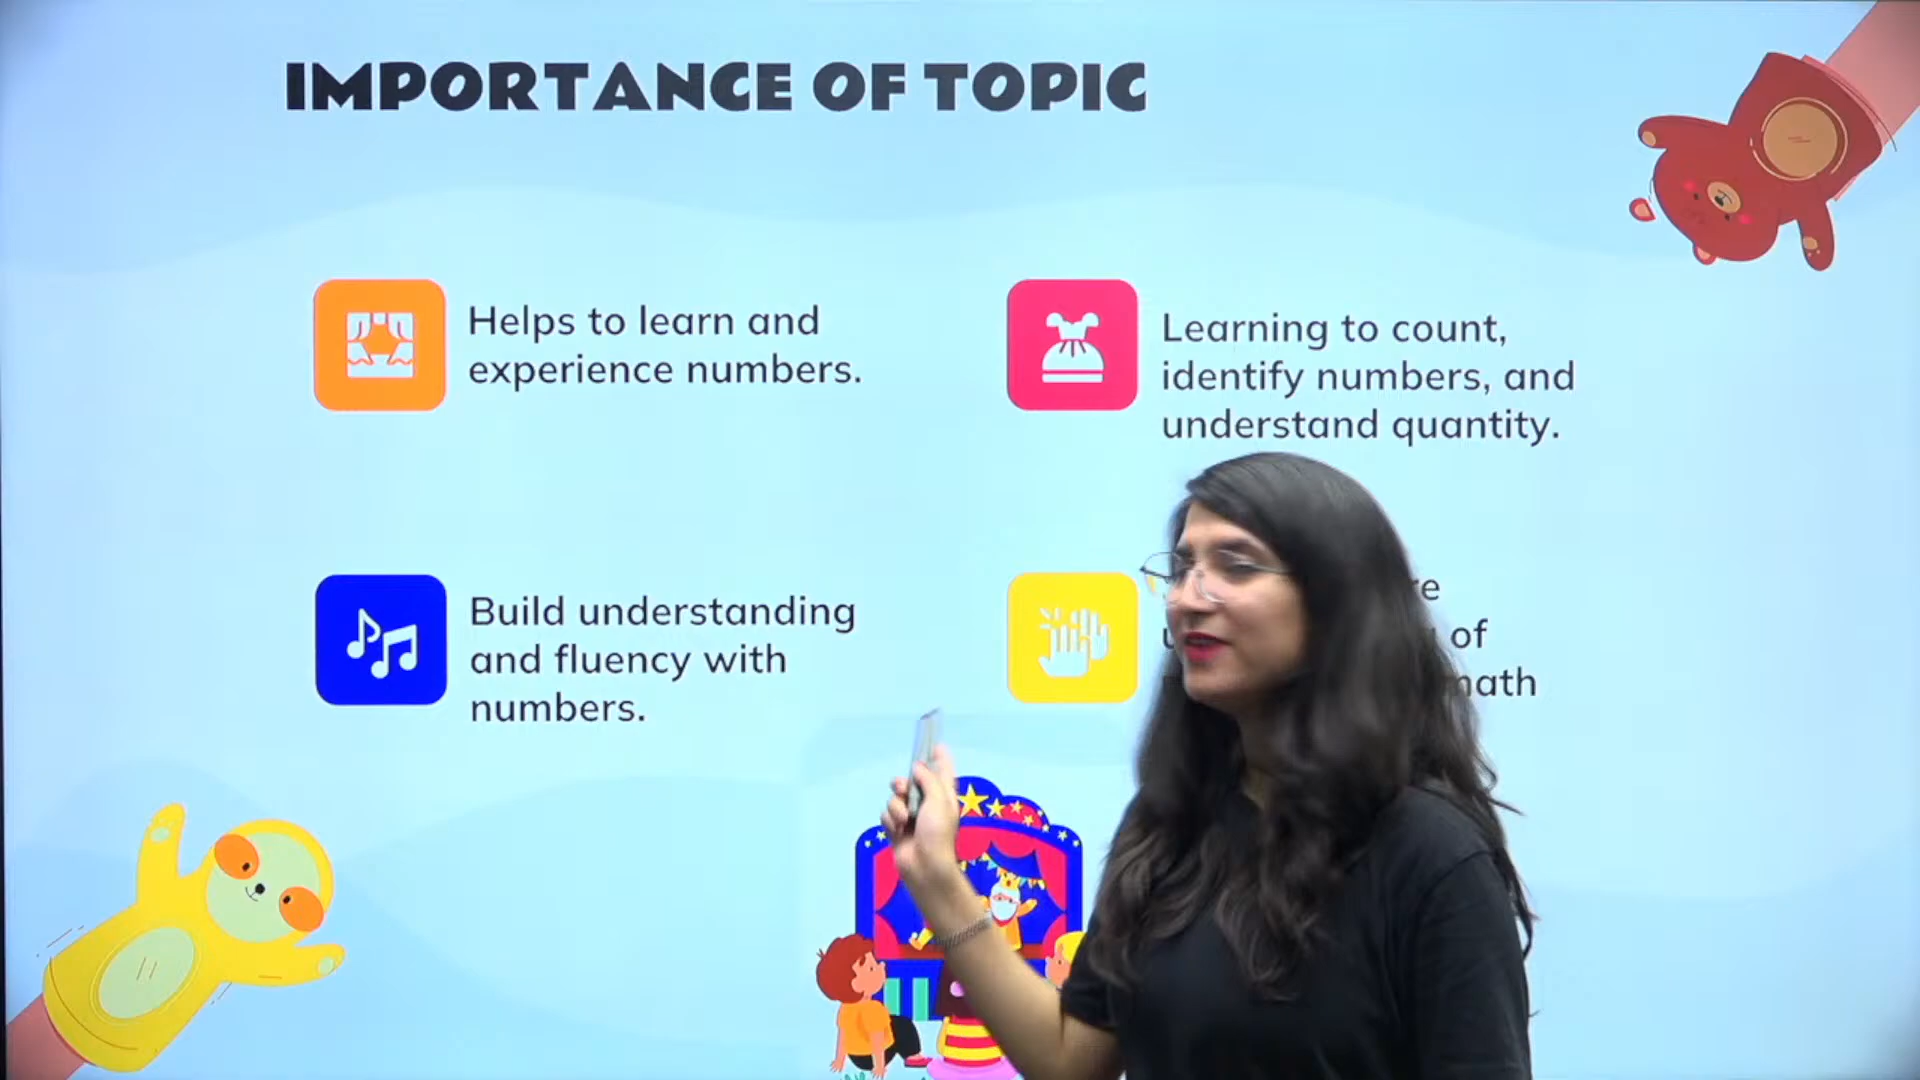 IMPORTANCE OF TOPIC
Helps to learn and
experience numbers.
Learning to count,
identify numbers, and
understand quantity.
Build understanding
and fluency with
numbers.
of
math